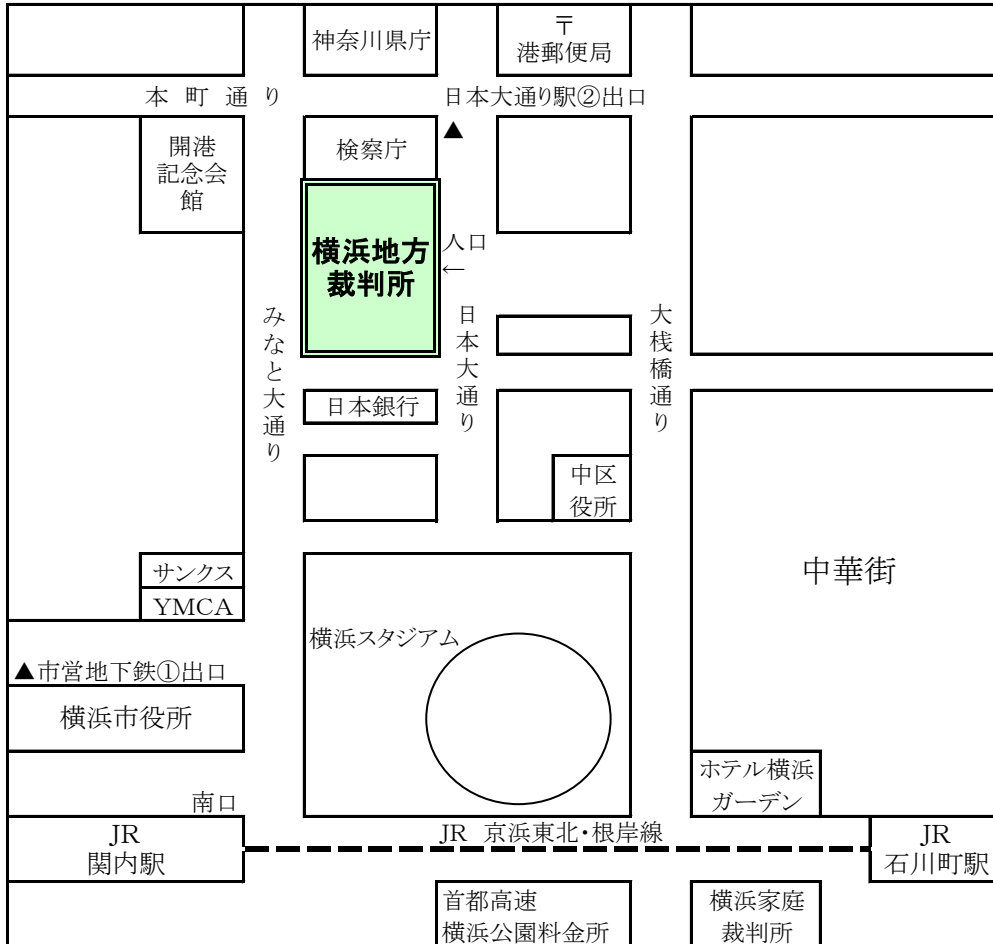 神奈川県庁
〒
港郵便局
本町通り
日本大通り駅②出口
▲
開港
記念会
館
検察庁
横浜地方
裁判所
入口
←
みなと大通り
日本大通り
大桟橋通り
日本銀行
中区
役所
サンクス
YMCA
中華街
横浜スタジアム
▲市営地下鉄①出口
横浜市役所
ホテル横浜
ガーデン
南口
JR
関内駅
JR 京浜東北・根岸線
JR
石川町駅
首都高速
横浜公園料金所
横浜家庭
裁判所